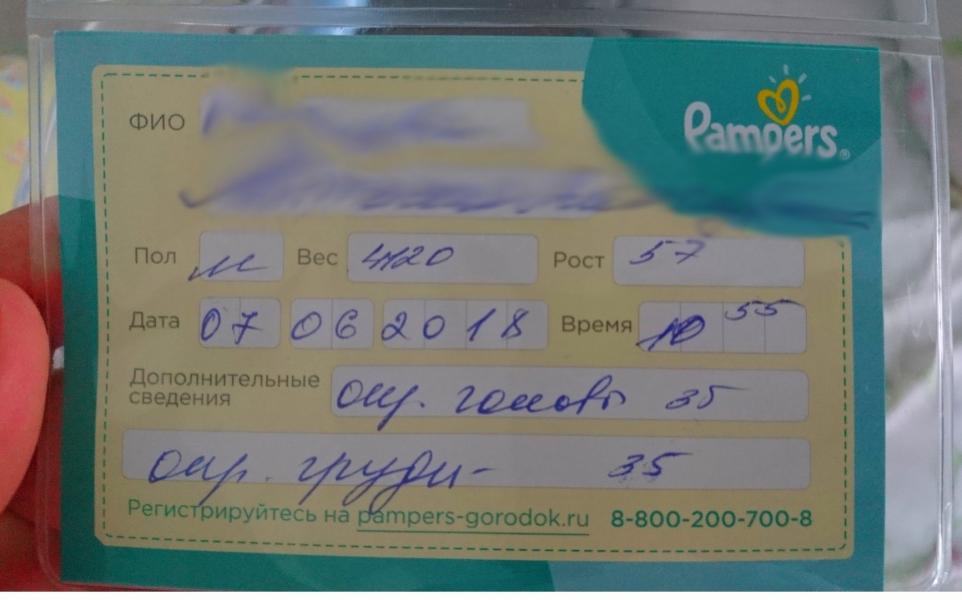 Pampers®
ФИО
Пол м Вес 4120 Рост 57
Дата 07 06 2018 Время 10 55
Дополнительные
сведения окр. головы 35
окр. груди - 35
Регистрируйтесь на pampers-gorodok.ru 8-800-200-700-8